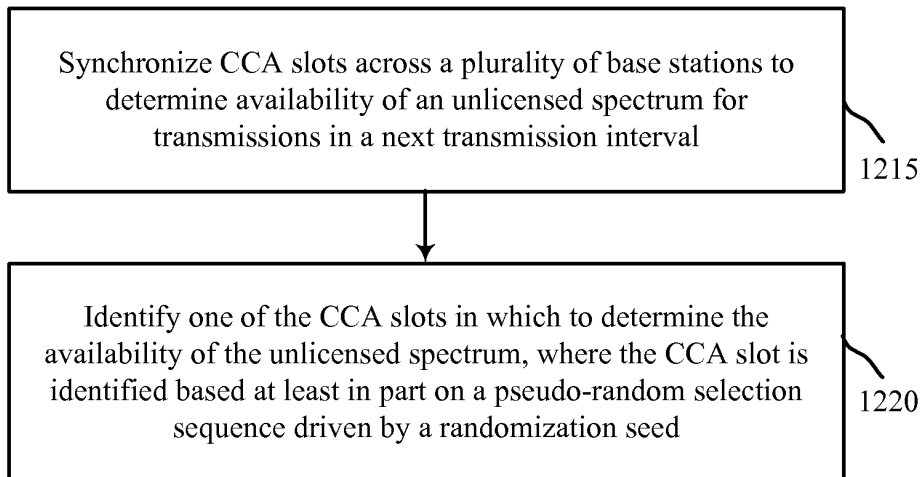 Synchronize CCA slots across a plurality of base stations to
determine availability of an unlicensed spectrum for
transmissions in a next transmission interval
1215
Identify one of the CCA slots in which to determine the
availability of the unlicensed spectrum, where the CCA slot is
identified based at least in part on a pseudo-random selection
sequence driven by a randomization seed
1220